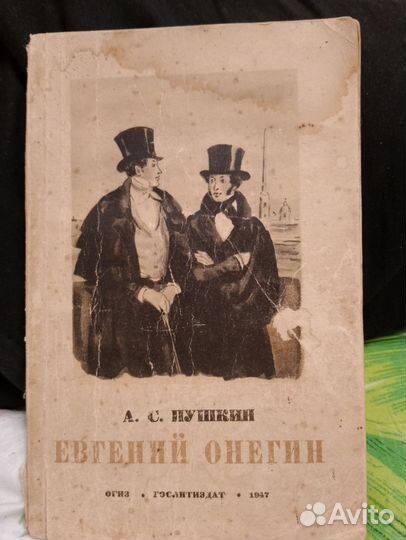 А. С. ПУШКИН
ЕВГЕНИЙ ОНЕГИН
ОГИЗ • ГОСЛИТИЗДАТ • 1947
Avito